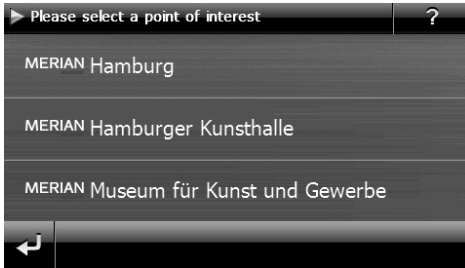 Please select a point of interest ?
MERIAN Hamburg
MERIAN Hamburger Kunsthalle
MERIAN Museum für Kunst und Gewerbe